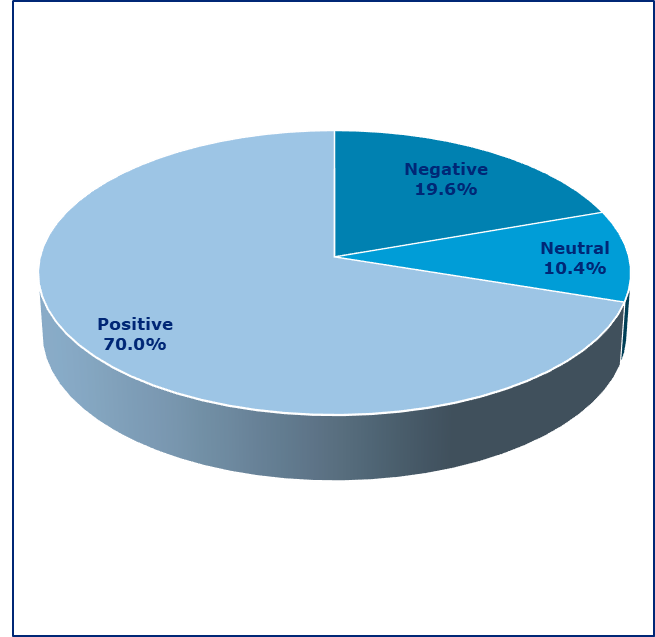 Negative
19.6%
Neutral
10.4%
Positive
70.0%